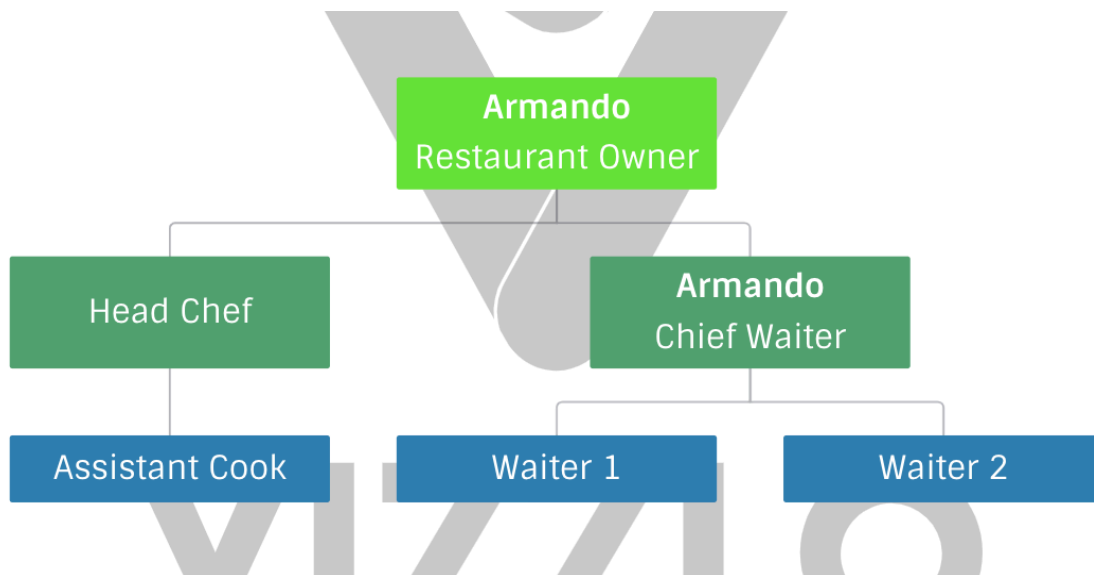 Armando
Restaurant Owner
Head Chef
Armando
Chief Waiter
Assistant Cook
Waiter 1
Waiter 2